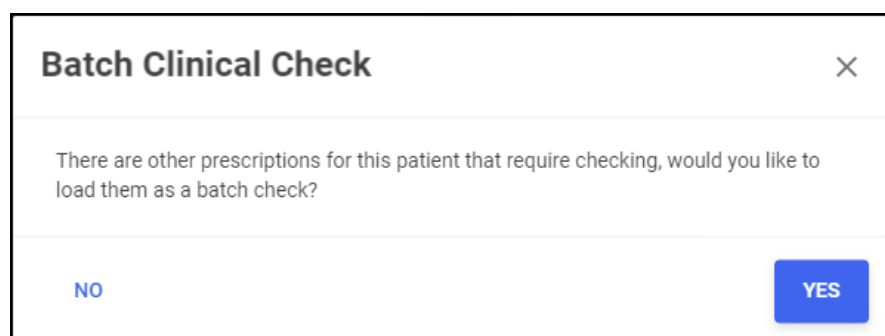 Batch Clinical Check
There are other prescriptions for this patient that require checking, would you like to
load them as a batch check?
NO
YES